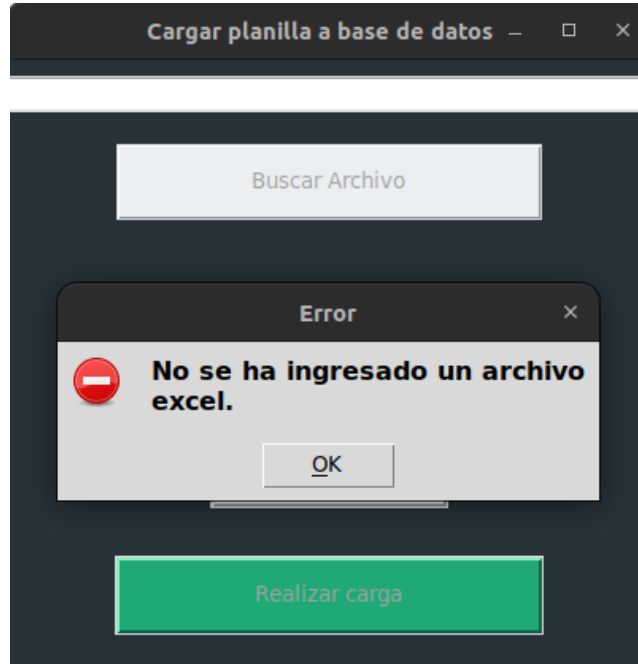 Cargar planilla a base de datos
Buscar Archivo
Error
No se ha ingresado un archivo
excel.
OK
Realizar carga